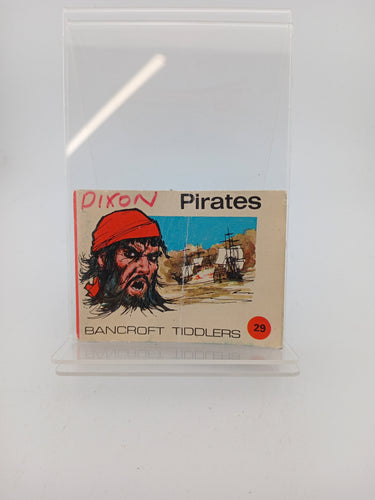 DIXON Pirates
BANCROFT TIDDLERS 29